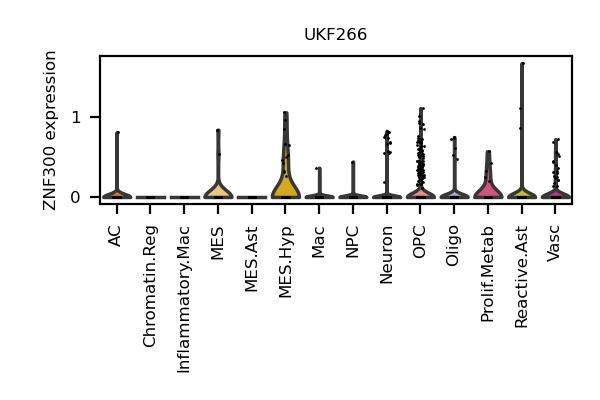 UKF266
ZNF300 expression
1
0
AC
Chromatin.Reg
Inflammatory.Mac
MES
MES.Ast
MES.Hyp
Mac
NPC
Neuron
OPC
Oligo
Prolif.Metab
Reactive.Ast
Vasc